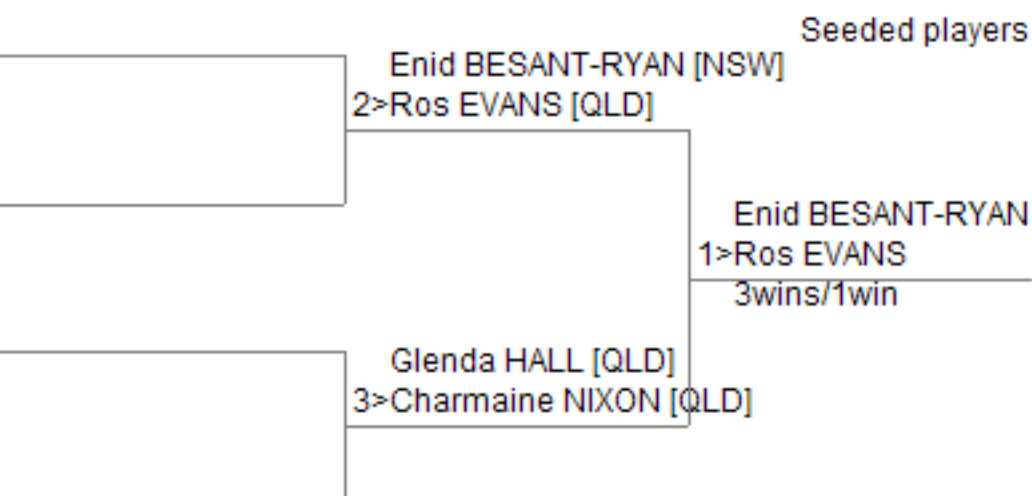 Seeded players
Enid BESANT-RYAN [NSW]
2>Ros EVANS [QLD]
Enid BESANT-RYAN
1>Ros EVANS
3wins/1win
Glenda HALL [QLD]
3>Charmaine NIXON [QLD]